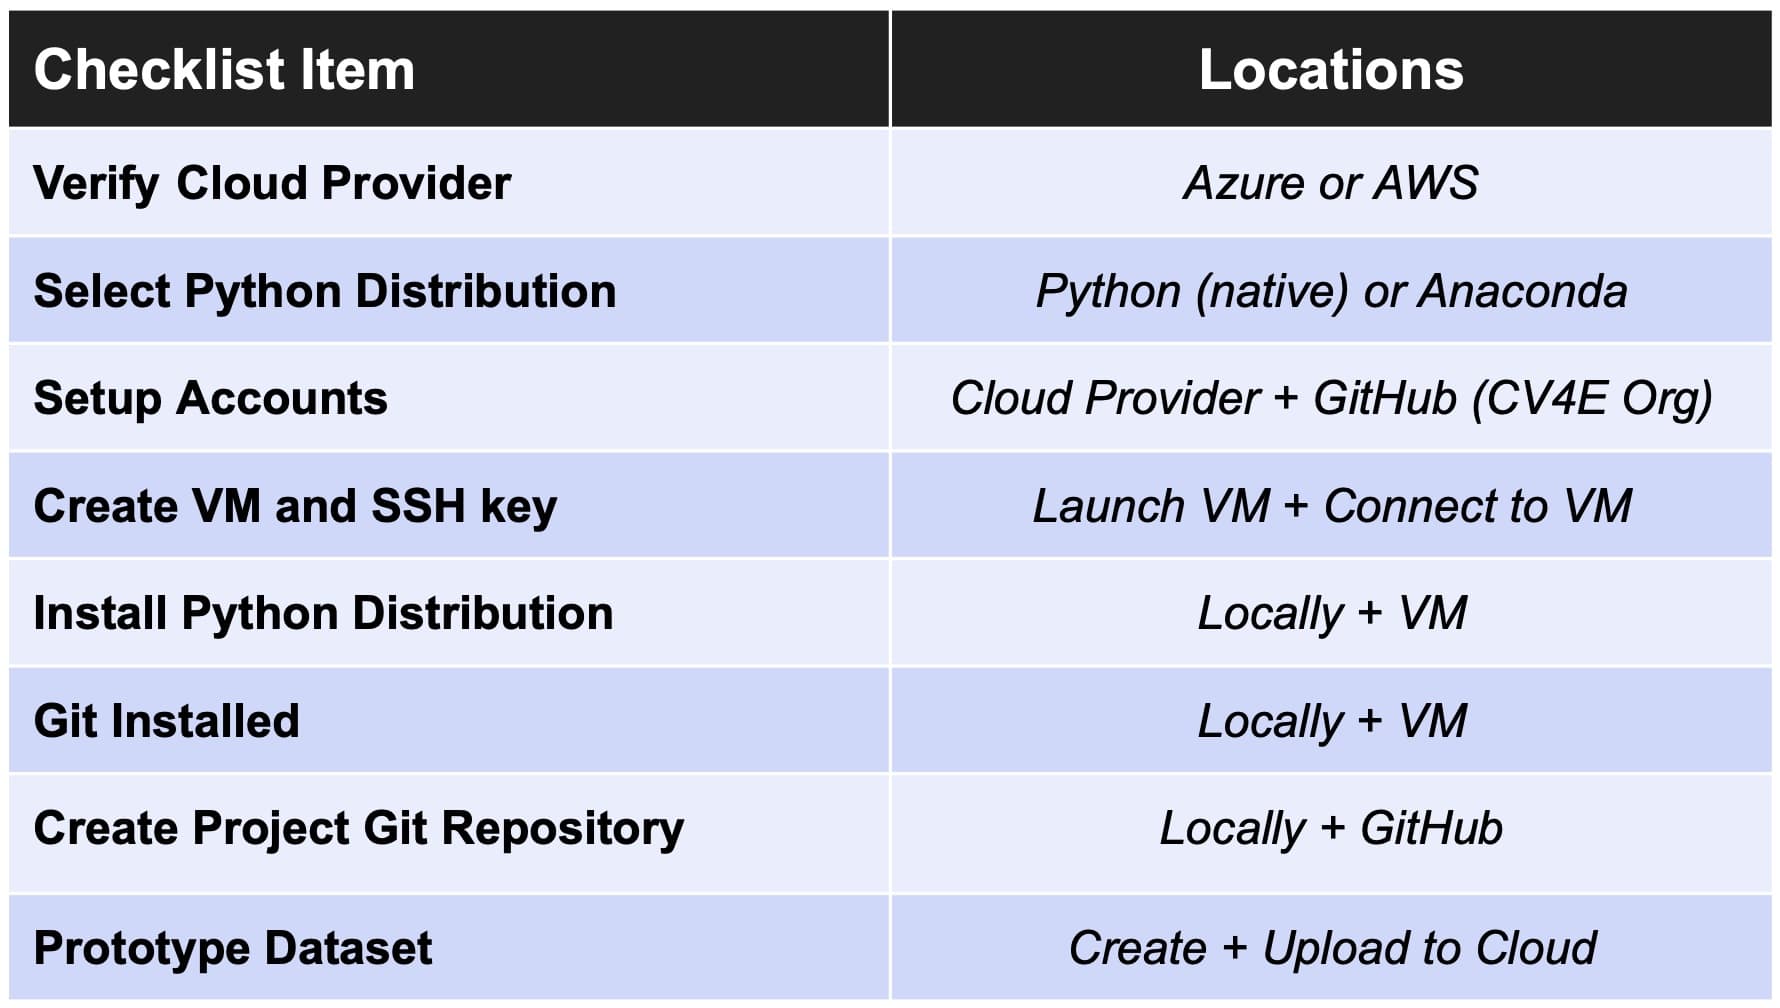 Checklist Item
Locations
Verify Cloud Provider
Azure or AWS
Select Python Distribution
Python (native) or Anaconda
Setup Accounts
Cloud Provider + GitHub (CV4E Org)
Create VM and SSH key
Launch VM + Connect to VM
Install Python Distribution
Locally + VM
Git Installed
Locally + VM
Create Project Git Repository
Locally + GitHub
Prototype Dataset
Create + Upload to Cloud